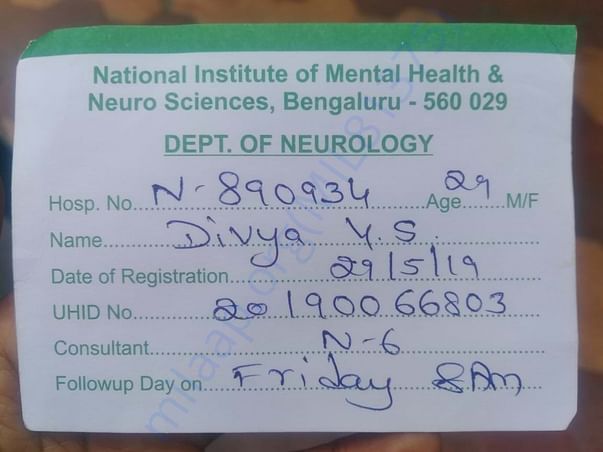 National Institute of Mental Health &
Neuro Sciences, Bengaluru - 560 029
DEPT. OF NEUROLOGY
Hosp. No....N-890934....Age 29 M/F
Name....Divya Y.S.
Date of Registration....29/5/19
UHID No....20190066803
Consultant....N-6
Followup Day on....Friday 8Am